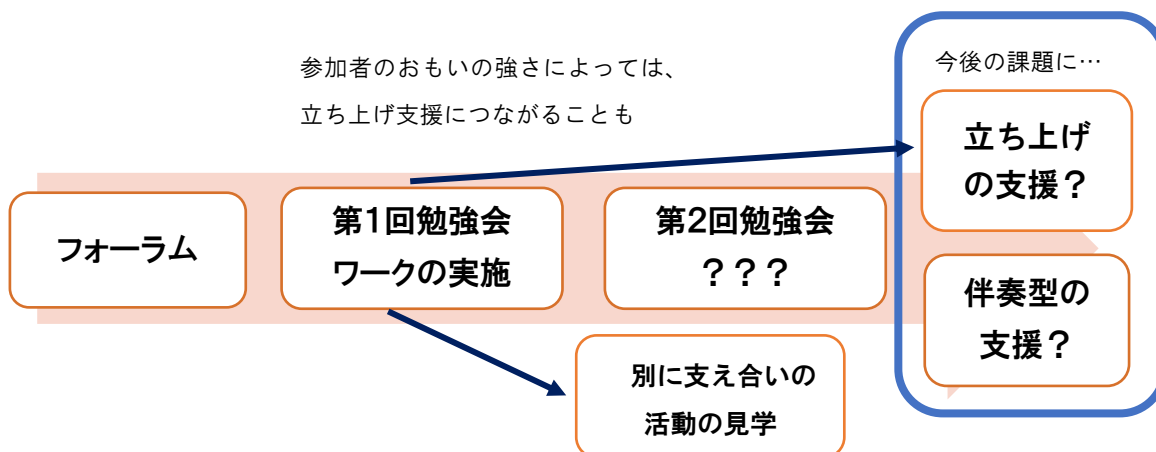 参加者のおもいの強さによっては、
立ち上げ支援につながることも
今後の課題に…
立ち上げ
の支援？
フォーラム
第1回勉強会
ワークの実施
第2回勉強会
？？？
伴奏型の
支援？
別に支え合いの
活動の見学